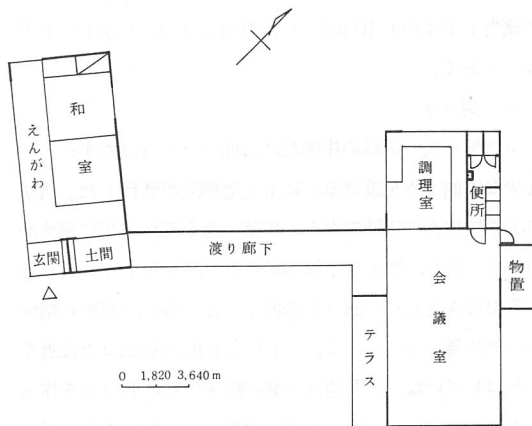 和室
えんがわ
玄関
土間
渡り廊下
調理室
便所
物置
会議室
テラス
0 1,820 3,640m